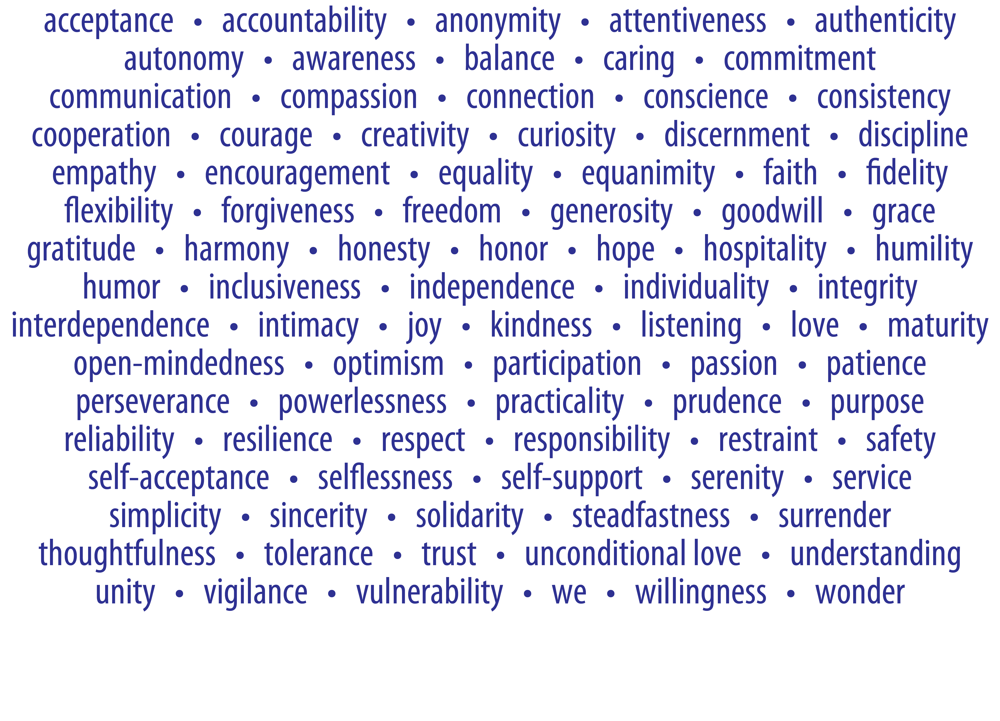 acceptance • accountability • anonymity • attentiveness • authenticity
autonomy • awareness • balance • caring • commitment
communication • compassion • connection • conscience • consistency
cooperation • courage • creativity • curiosity • discernment • discipline
empathy • encouragement • equality • equanimity • faith • fidelity
flexibility • forgiveness • freedom • generosity • goodwill • grace
gratitude • harmony • honesty • honor • hope • hospitality • humility
humor • inclusiveness • independence • individuality • integrity
interdependence • intimacy • joy • kindness • listening • love • maturity
open-mindedness • optimism • participation • passion • patience
perseverance • powerlessness • practicality • prudence • purpose
reliability • resilience • respect • responsibility • restraint • safety
self-acceptance • selflessness • self-support • serenity • service
simplicity • sincerity • solidarity • steadfastness • surrender
thoughtfulness • tolerance • trust • unconditional love • understanding
unity • vigilance • vulnerability • we • willingness • wonder